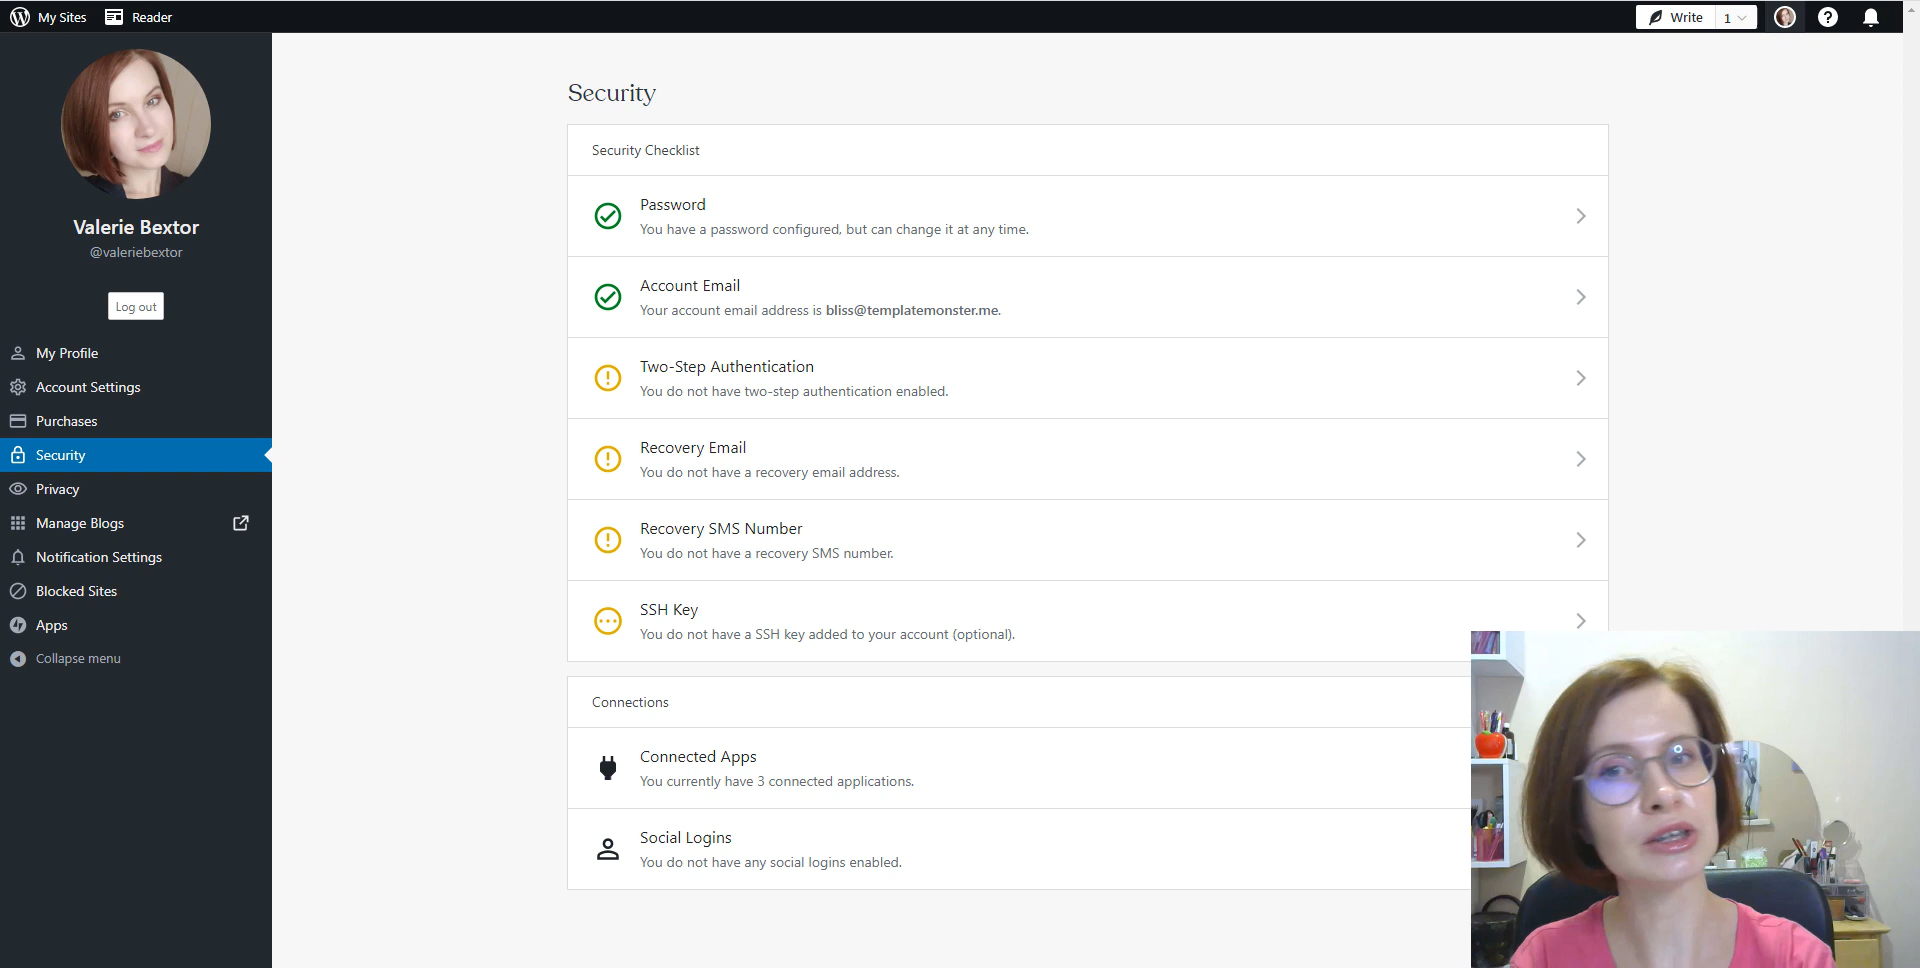 My Sites
Reader
Write
1
Valerie Bextor
@valeriebextor
Log out
My Profile
Account Settings
Purchases
Security
Privacy
Manage Blogs
Notification Settings
Blocked Sites
Apps
Collapse menu
Security
Security Checklist
Password
You have a password configured, but can change it at any time.
Account Email
Your account email address is bliss@templatemonster.me.
Two-Step Authentication
You do not have two-step authentication enabled.
Recovery Email
You do not have a recovery email address.
Recovery SMS Number
You do not have a recovery SMS number.
SSH Key
You do not have a SSH key added to your account (optional).
Connections
Connected Apps
You currently have 3 connected applications.
Social Logins
You do not have any social logins enabled.